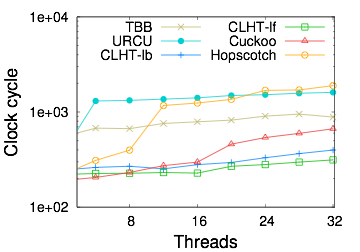 1e+04
TBB
CLHT-lf
URCU
Cuckoo
CLHT-lb
Hopscotch
Clock cycle
1e+03
1e+02
8
16
24
32
Threads